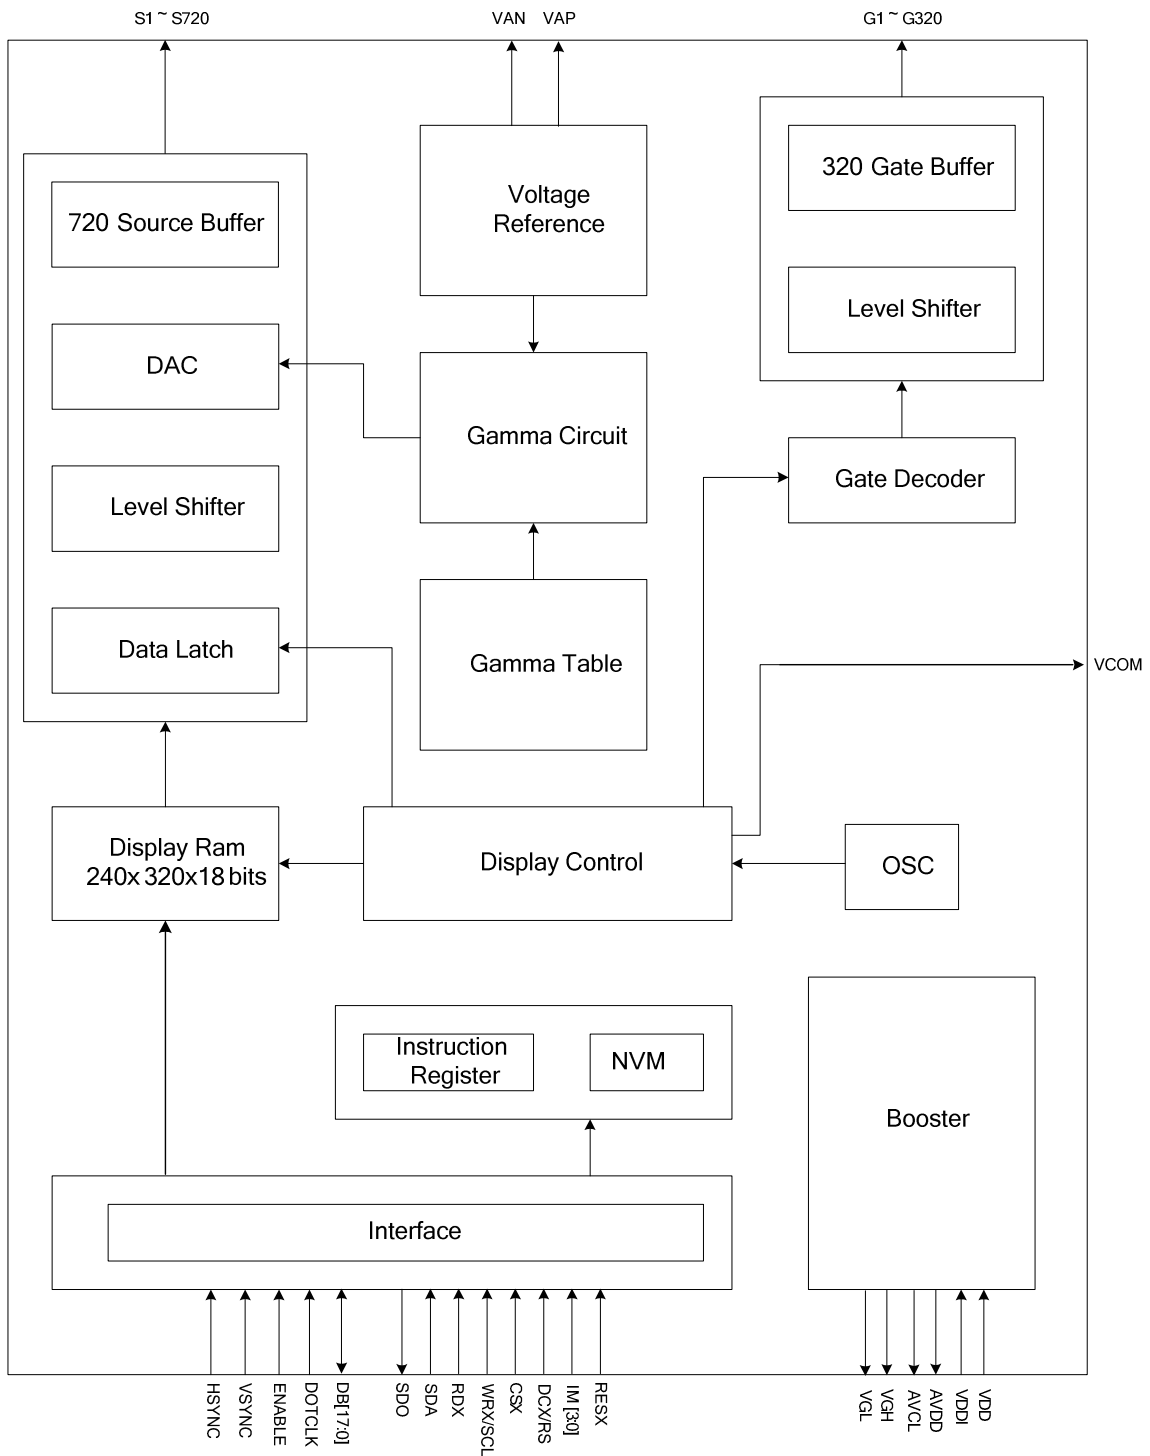 S1 ~ S720
VAN
VAP
G1 ~ G320
720 Source Buffer
Voltage
Reference
320 Gate Buffer
Level Shifter
DAC
Gamma Circuit
Gate Decoder
Level Shifter
Data Latch
Gamma Table
VCOM
Display Ram
240x 320x18 bits
Display Control
OSC
Instruction
Register
NVM
Booster
Interface
HSYNC
VSYNC
ENABLE
DOTCLK
DB[17:0]
SDO
SDA
RDX
WRX/SCL
CSX
DCX/RS
IM [3:0]
RESX
VGL
VGH
AVCL
AVDD
VDDI
VDD